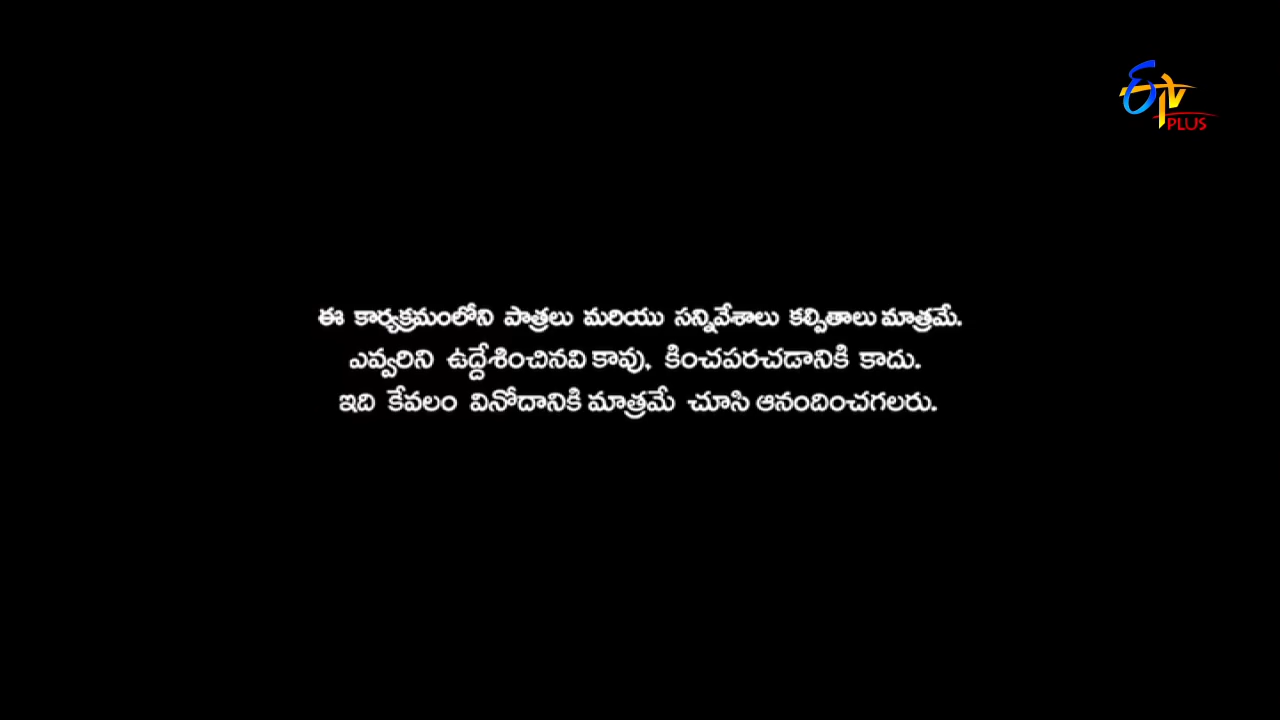 ETV
PLUS
ఈ కార్యక్రమంలోని పాత్రలు మరియు సన్నివేశాలు కల్పితాలు మాత్రమే.
ఎవ్వరిని ఉద్దేశించినవి కావు. కించపరచడానికి కాదు.
ఇది కేవలం వినోదానికి మాత్రమే చూసి ఆనందించగలరు.